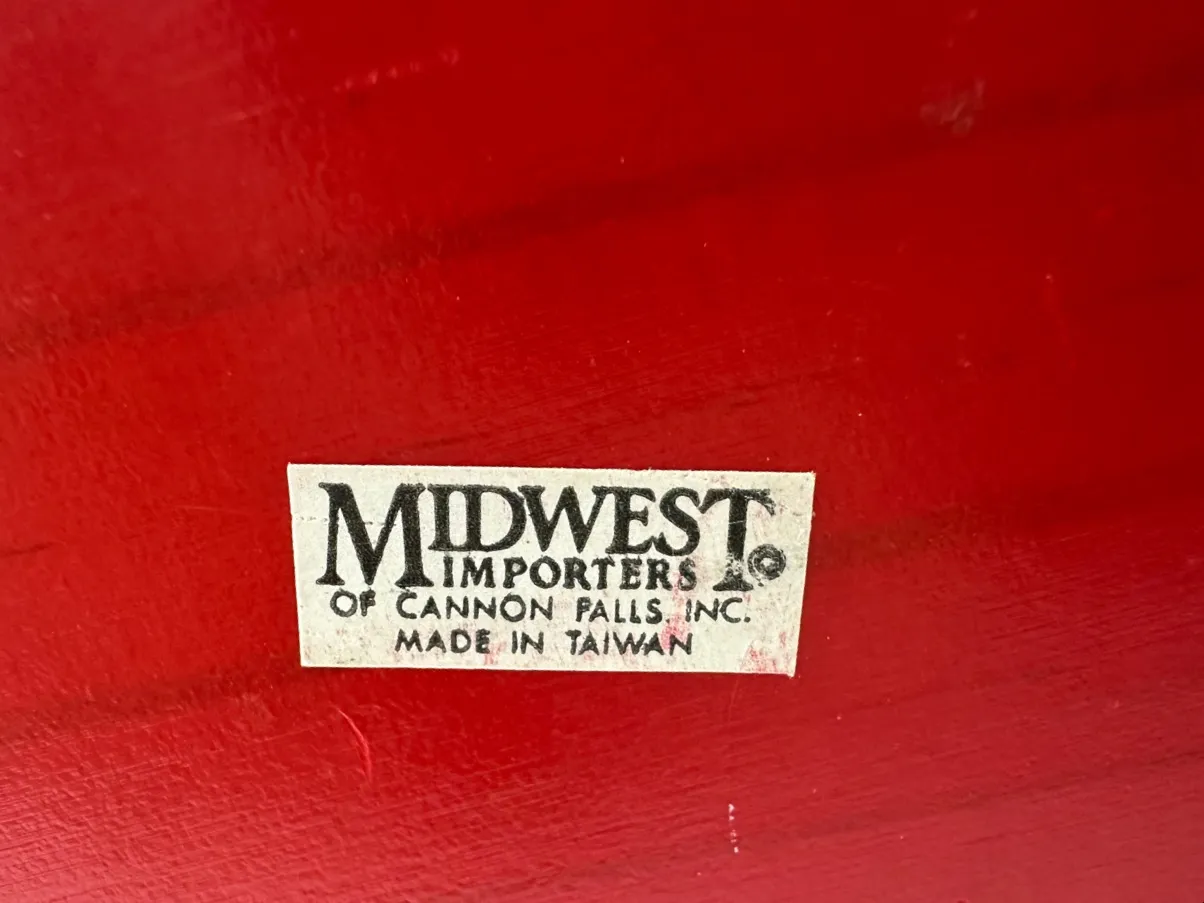 MIDWEST
IMPORTERS ©
OF CANNON FALLS, INC.
MADE IN TAIWAN